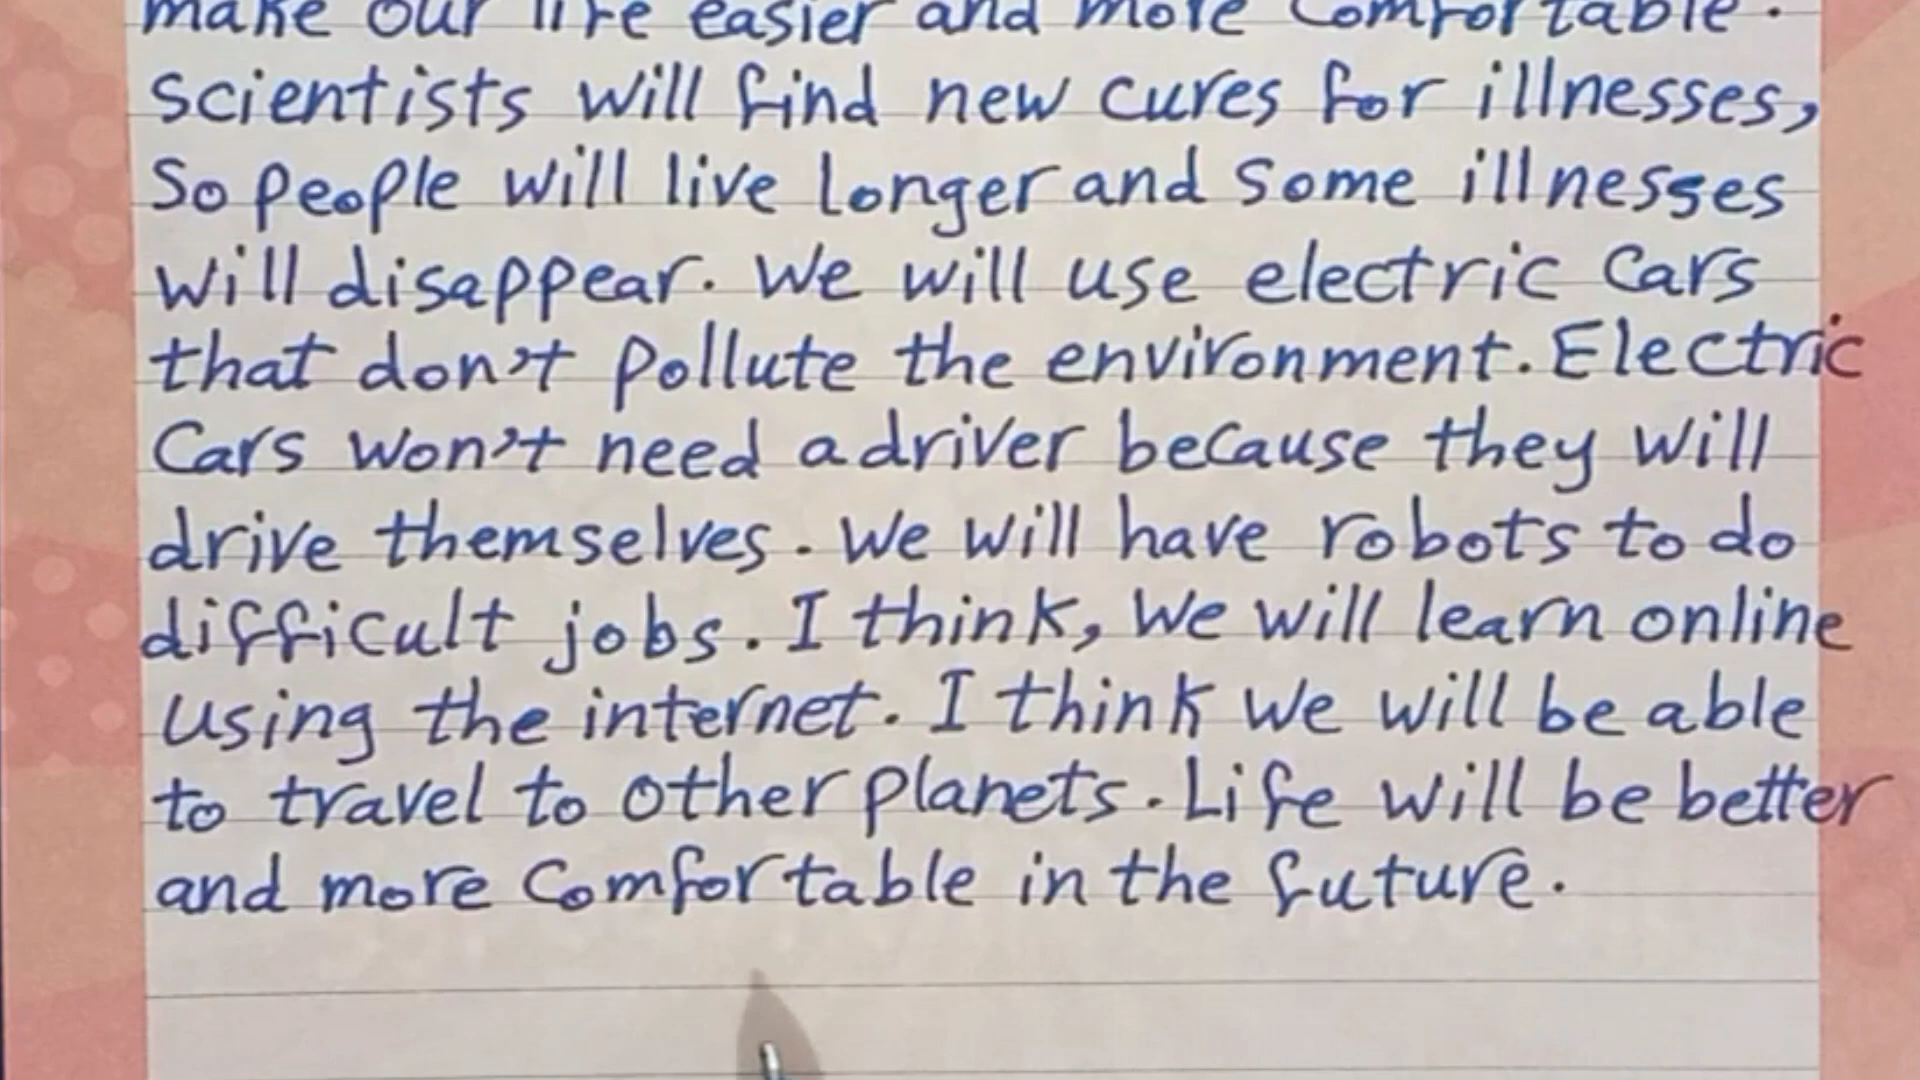 make our life easier and more Comfortable.
Scientists will find new cures for illnesses,
So people will live longer and some illnesses
will disappear. We will use electric Cars
that don't pollute the environment. Electric
Cars won't need a driver because they will
drive themselves. We will have robots to do
difficult jobs. I think, We will learn online
using the internet. I think we will be able
to travel to other planets. Life will be better
and more Comfortable in the future.